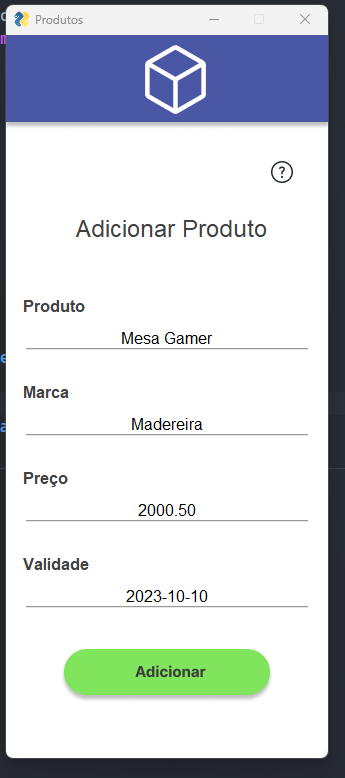 Produtos
?
Adicionar Produto
Produto
Mesa Gamer
Marca
Madereira
Preço
2000.50
Validade
2023-10-10
Adicionar